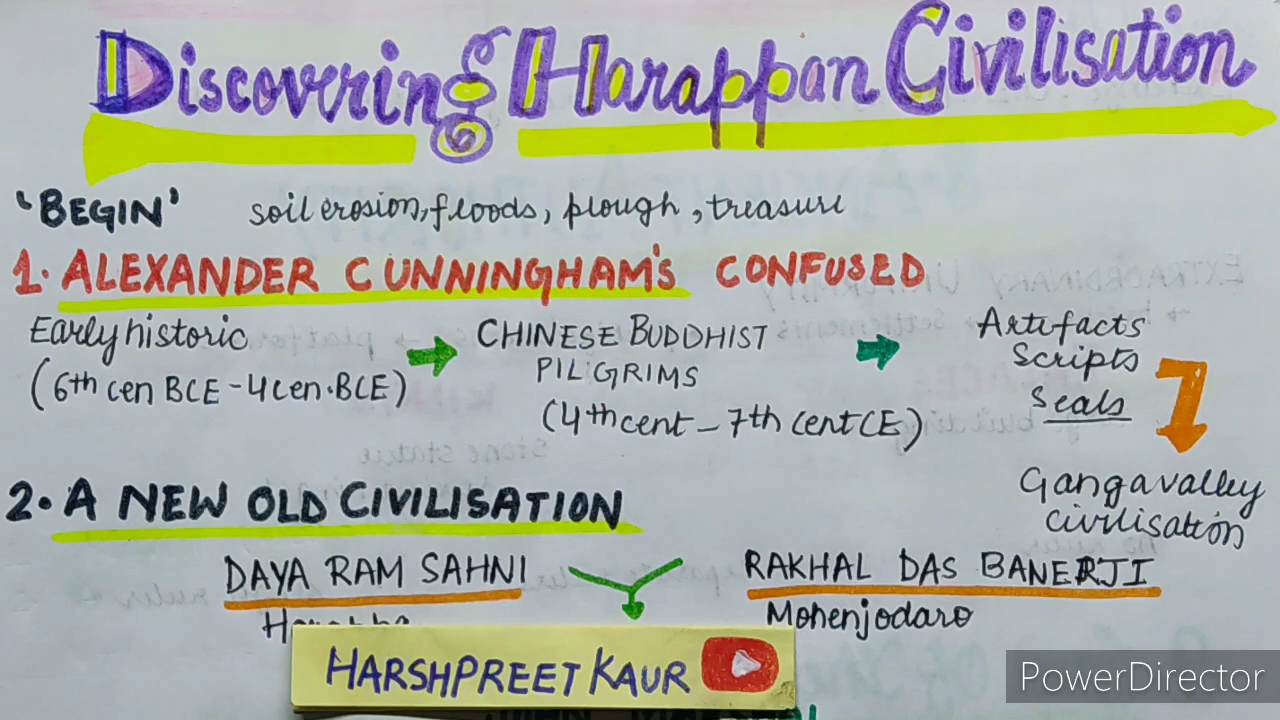 Discovering Harappan Civilisation
'BEGIN' soil erosion, floods, plough, treasure
1. ALEXANDER CUNNINGHAM'S CONFUSED
Early historic
(6th cen BCE - 4 cen. BCE)
CHINESE BUDDHIST
PILGRIMS
(4th cent - 7th cent CE)
Artifacts
Scripts
Seals
Ganga valley
civilisation
2. A NEW OLD CIVILISATION
DAYA RAM SAHNI
RAKHAL DAS BANERJI
Mohenjodaro
HARSHPREET KAUR
PowerDirector